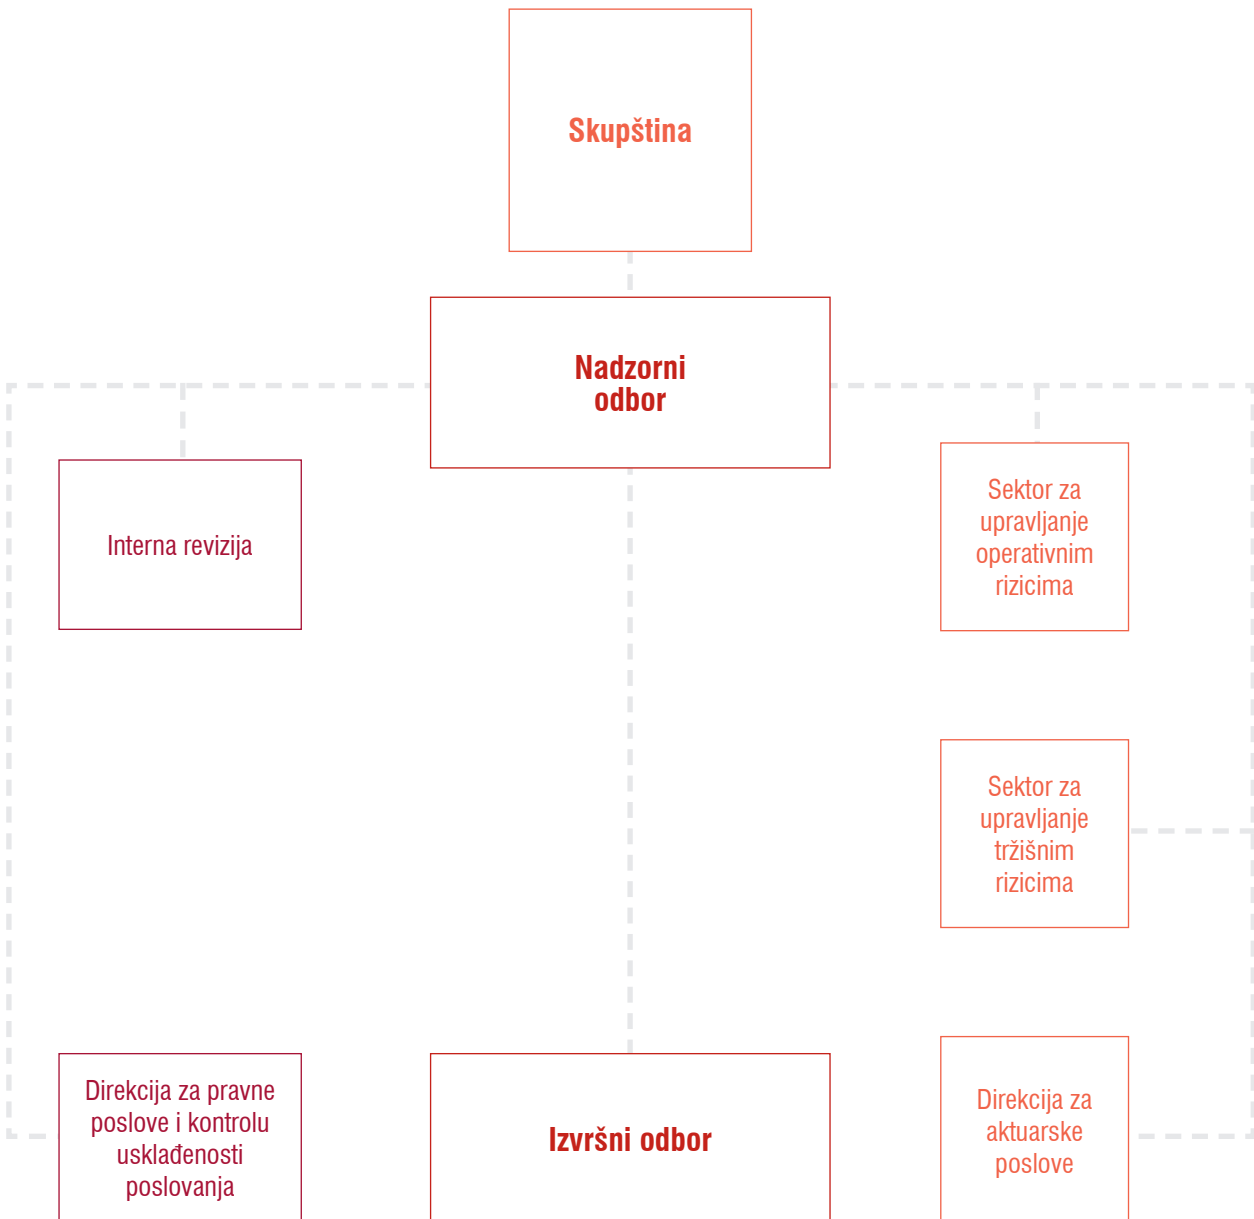 Skupština
Nadzorni
odbor
Interna revizija
Sektor za
upravljanje
operativnim
rizicima
Sektor za
upravljanje
tržišnim
rizicima
Direkcija za pravne
poslove i kontrolu
usklađenosti
poslovanja
Izvršni odbor
Direkcija za
aktuarske
poslove